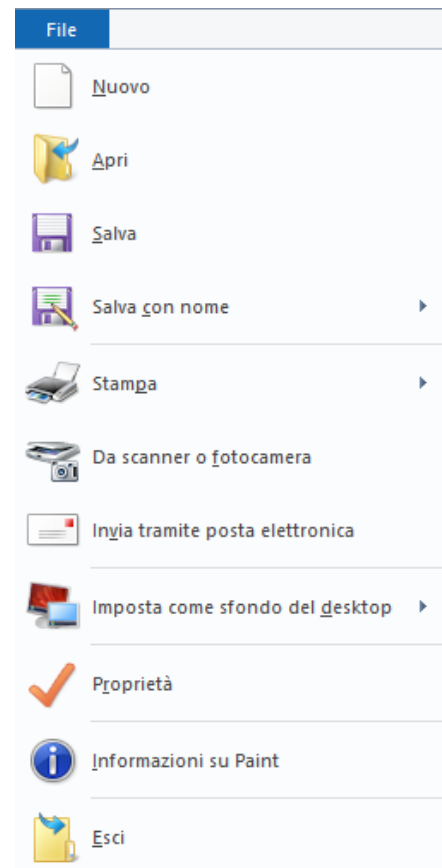 File
Nuovo
Apri
Salva
Salva con nome
Stampa
Da scanner o fotocamera
Invia tramite posta elettronica
Imposta come sfondo del desktop
Proprietà
Informazioni su Paint
Esci